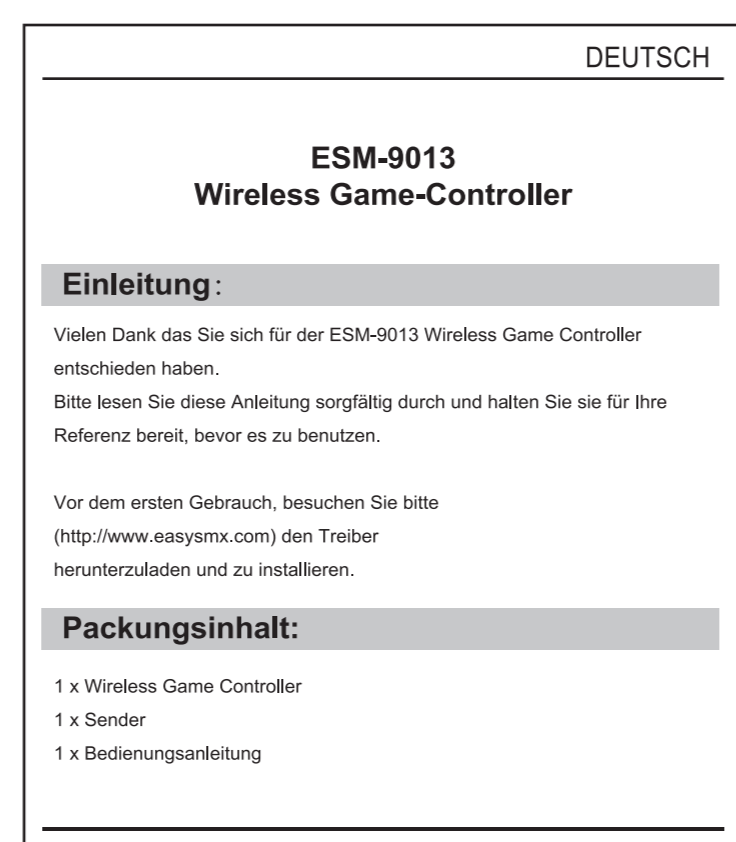 DEUTSCH
ESM-9013
Wireless Game-Controller
Einleitung:
Vielen Dank das Sie sich für der ESM-9013 Wireless Game Controller
entschieden haben.
Bitte lesen Sie diese Anleitung sorgfältig durch und halten Sie sie für Ihre
Referenz bereit, bevor es zu benutzen.
Vor dem ersten Gebrauch, besuchen Sie bitte
(http://www.easysmx.com) den Treiber
herunterzuladen und zu installieren.
Packungsinhalt:
1 x Wireless Game Controller
1 x Sender
1 x Bedienungsanleitung